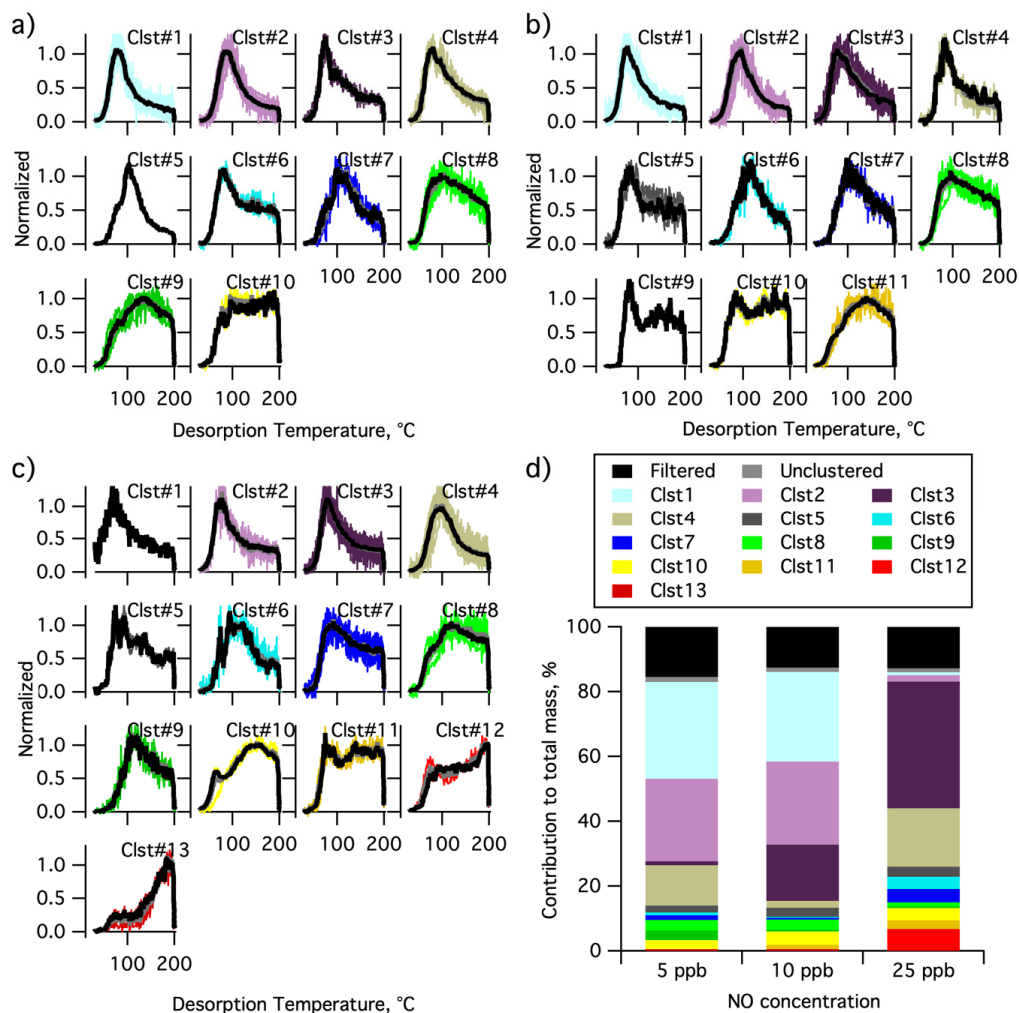 a)
Clst#1 Clst#2 Clst#3 Clst#4
1.0
0.5
0.0
Clst#5 Clst#6 Clst#7 Clst#8
1.0
0.5
0.0
100 200 100 200
Clst#9 Clst#10
1.0
0.5
0.0
100 200 100 200
Normalized
Desorption Temperature, °C
b)
Clst#1 Clst#2 Clst#3 Clst#4
1.0
0.5
0.0
Clst#5 Clst#6 Clst#7 Clst#8
1.0
0.5
0.0
100 200
Clst#9 Clst#10 Clst#11
1.0
0.5
0.0
100 200 100 200 100 200
Normalized
Desorption Temperature, °C
c)
Clst#1 Clst#2 Clst#3 Clst#4
1.0
0.5
0.0
Clst#5 Clst#6 Clst#7 Clst#8
1.0
0.5
0.0
Clst#9 Clst#10 Clst#11 Clst#12
1.0
0.5
0.0
100 200 100 200 100 200
Clst#13
1.0
0.5
0.0
100 200
Normalized
Desorption Temperature, °C
d)
Filtered Unclustered
Clst1 Clst2 Clst3
Clst4 Clst5 Clst6
Clst7 Clst8 Clst9
Clst10 Clst11 Clst12
Clst13
100
80
60
40
20
0
Contribution to total mass, %
5 ppb 10 ppb 25 ppb
NO concentration